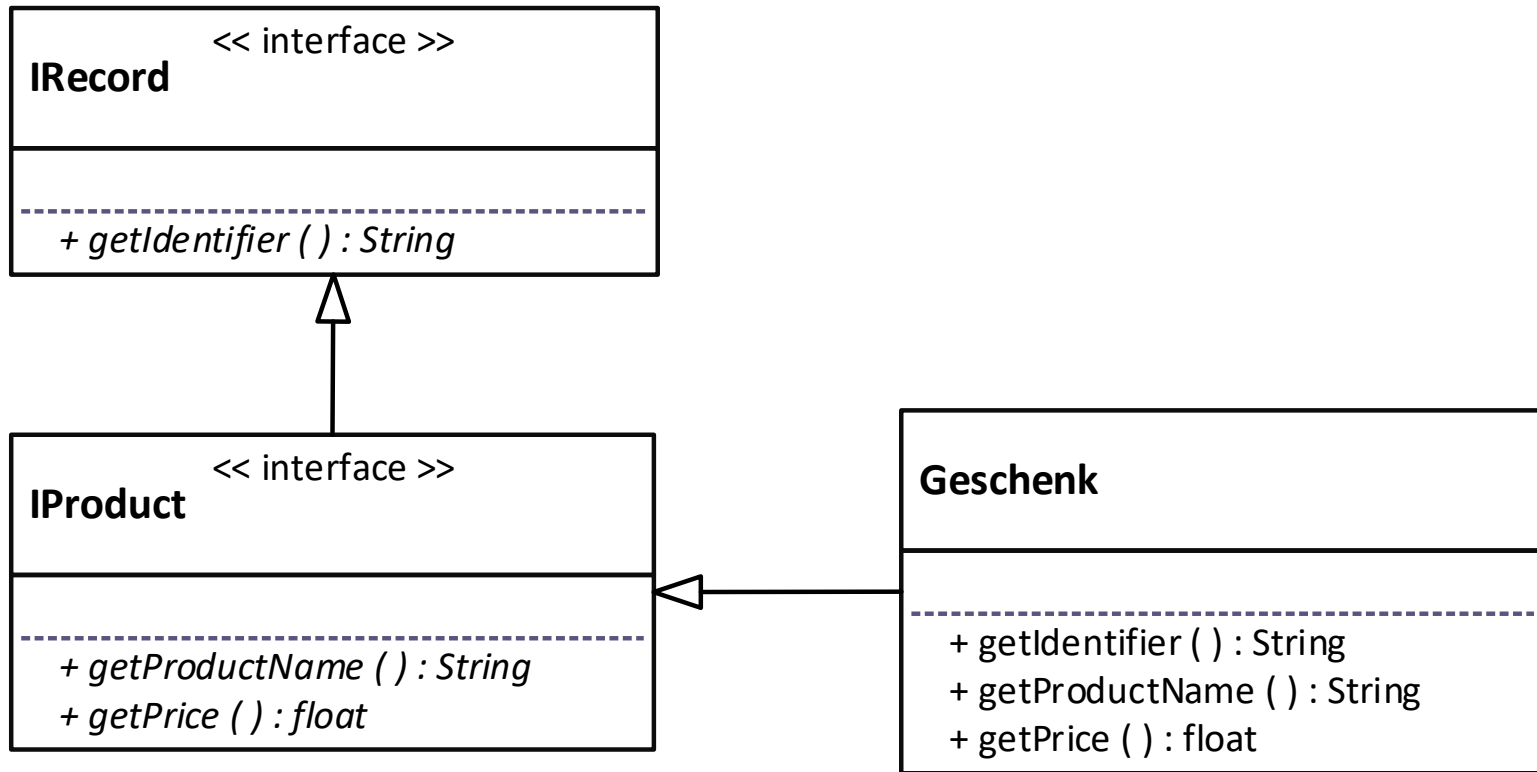 << interface >>
IRecord
+ getIdentifier ( ) : String
<< interface >>
IProduct
+ getProductName ( ) : String
+ getPrice ( ) : float
Geschenk
+ getIdentifier ( ) : String
+ getProductName ( ) : String
+ getPrice ( ) : float